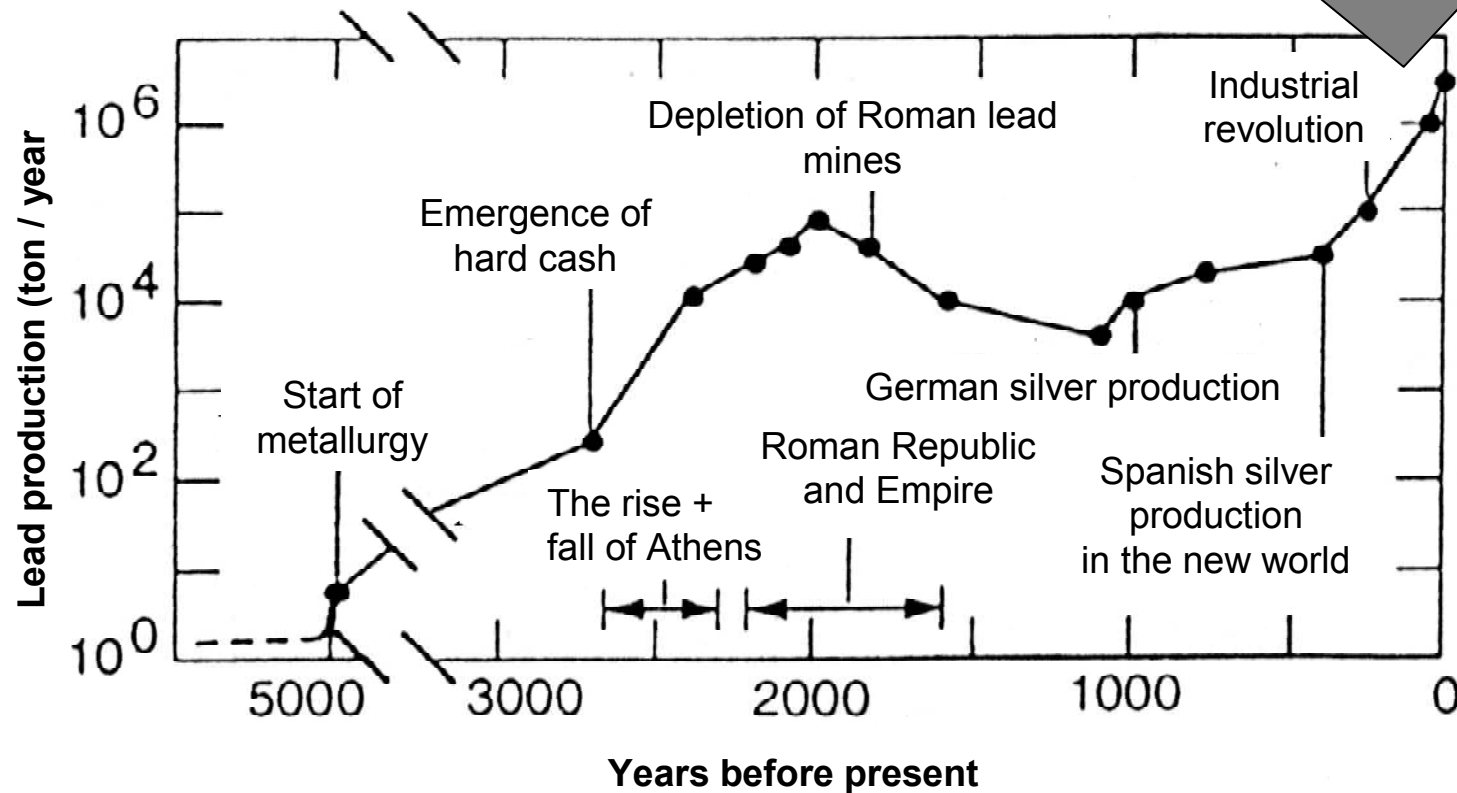 Lead production (ton / year
10^6
10^4
10^2
10^0
Depletion of Roman lead
mines
Industrial
revolution
Emergence of
hard cash
Start of
metallurgy
German silver production
The rise +
fall of Athens
Roman Republic
and Empire
Spanish silver
production
in the new world
5000
3000
2000
1000
0
Years before present